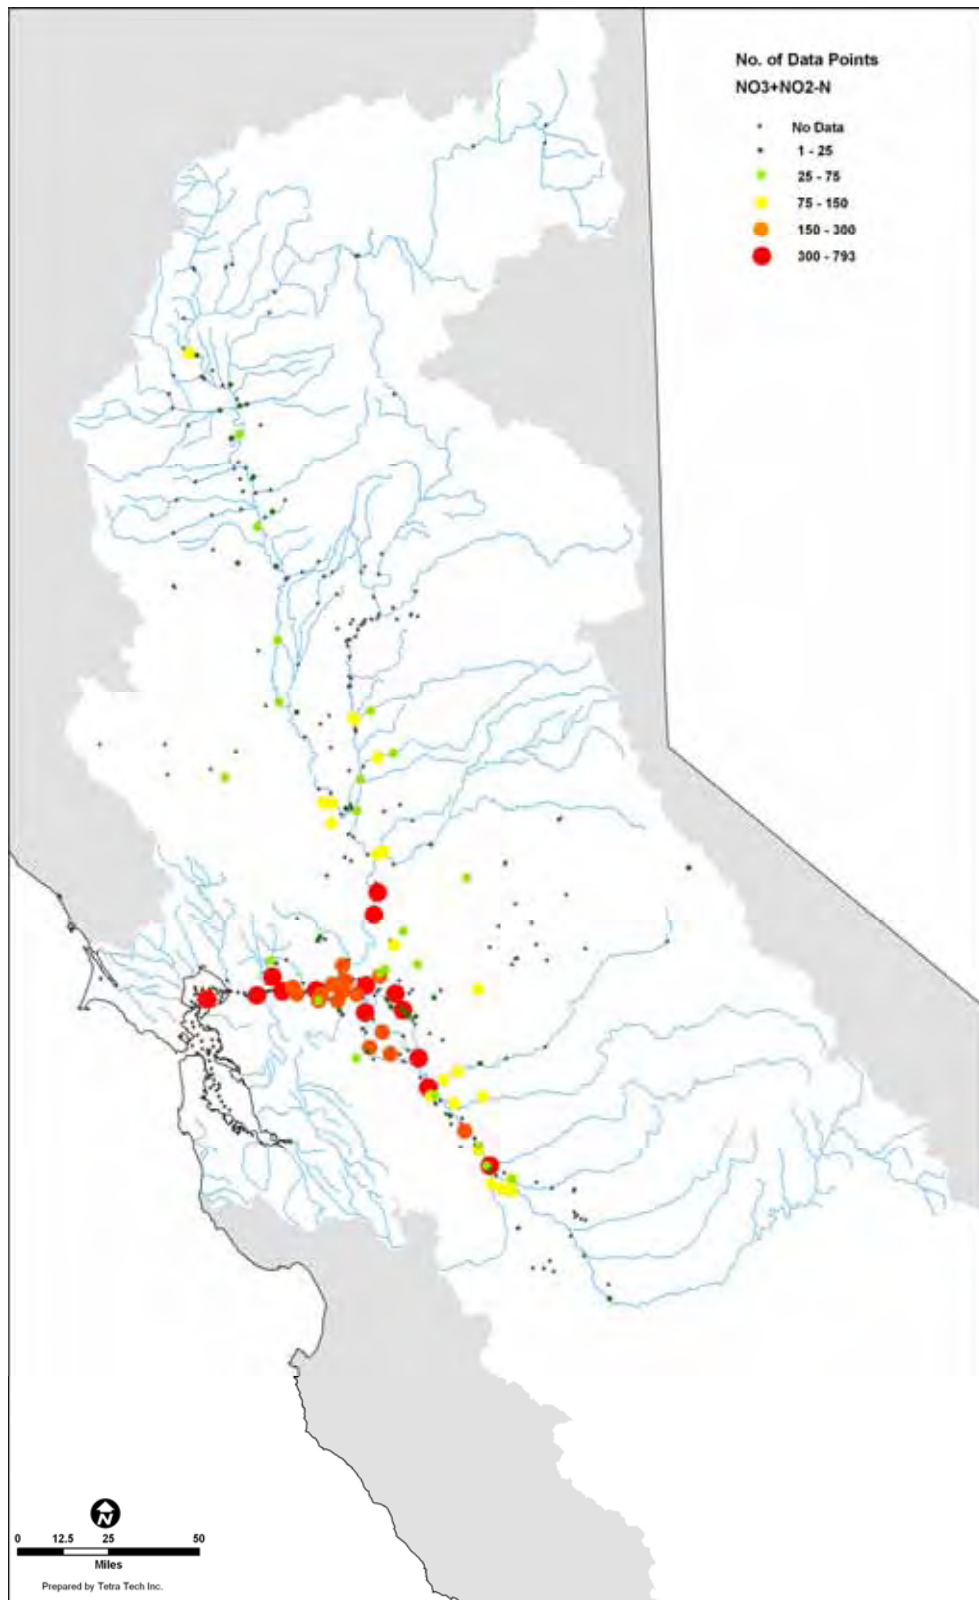 No. of Data Points
NO3+NO2-N
No Data
1 - 25
25 - 75
75 - 150
150 - 300
300 - 793
N
0 12.5 25 50
Miles
Prepared by Tetra Tech Inc.